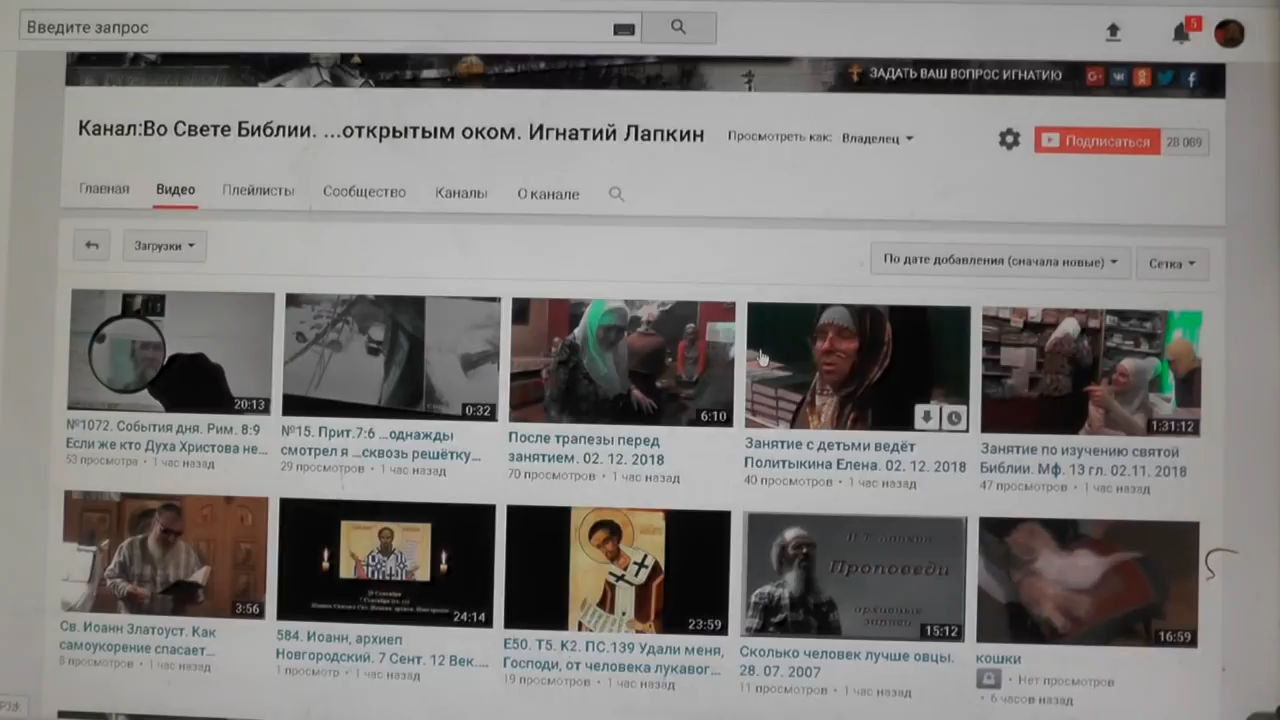 Введите запрос
5
ЗАДАТЬ ВАШ ВОПРОС ИГНАТИЮ
G+
f
Канал:Во Свете Библии. ...открытым оком. Игнатий Лапкин
Просмотреть как: Владелец
Подписаться 28 069
Главная Видео Плейлисты Сообщество Каналы О канале
Загрузки
По дате добавления (сначала новые)
Сетка
20:13
№1072. События дня. Рим. 8:9
Если же кто Духа Христова не...
53 просмотра • 1 час назад
0:32
№15. Прит.7:6 ...однажды
смотрел я ...сквозь решётку...
29 просмотров • 1 час назад
6:10
После трапезы перед
занятием. 02. 12. 2018
70 просмотров • 1 час назад
Занятие с детьми ведёт
Политыкина Елена. 02. 12. 2018
40 просмотров • 1 час назад
1:31:12
Занятие по изучению святой
Библии. Мф. 13 гл. 02.11. 2018
47 просмотров • 1 час назад
3:56
Св. Иоанн Златоуст. Как
самоукорение спасает...
8 просмотров • 1 час назад
24:14
584. Иоанн, архиеп
Новгородский. 7 Сент. 12 Век....
1 просмотр • 1 час назад
23:59
Е50. Т5. К2. ПС.139 Удали меня,
Господи, от человека лукавог...
19 просмотров • 1 час назад
Проповеди
архивные
записи
15:12
Сколько человек лучше овцы.
28. 07. 2007
11 просмотров • 1 час назад
16:59
кошки
• Нет просмотров
• 6 часов назад